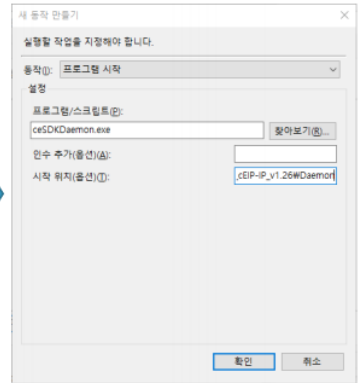 새 동작 만들기
실행할 작업을 지정해야 합니다.
동작(I): 프로그램 시작
설정
프로그램/스크립트(P):
ceSDKDaemon.exe 찾아보기(R)...
인수 추가(옵션)(A):
시작 위치(옵션)(T): _cEIP-IP_v1.26₩Daemon
확인 취소